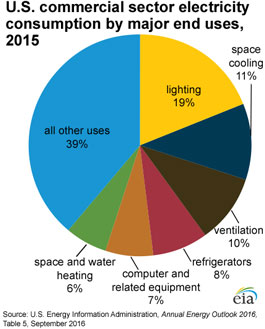 U.S. commercial sector electricity
consumption by major end uses,
2015
space
cooling
11%
lighting
19%
all other uses
39%
ventilation
10%
refrigerators
8%
computer and
related equipment
7%
space and water
heating
6%
eia
Source: U.S. Energy Information Administration, Annual Energy Outlook 2016,
Table 5, September 2016